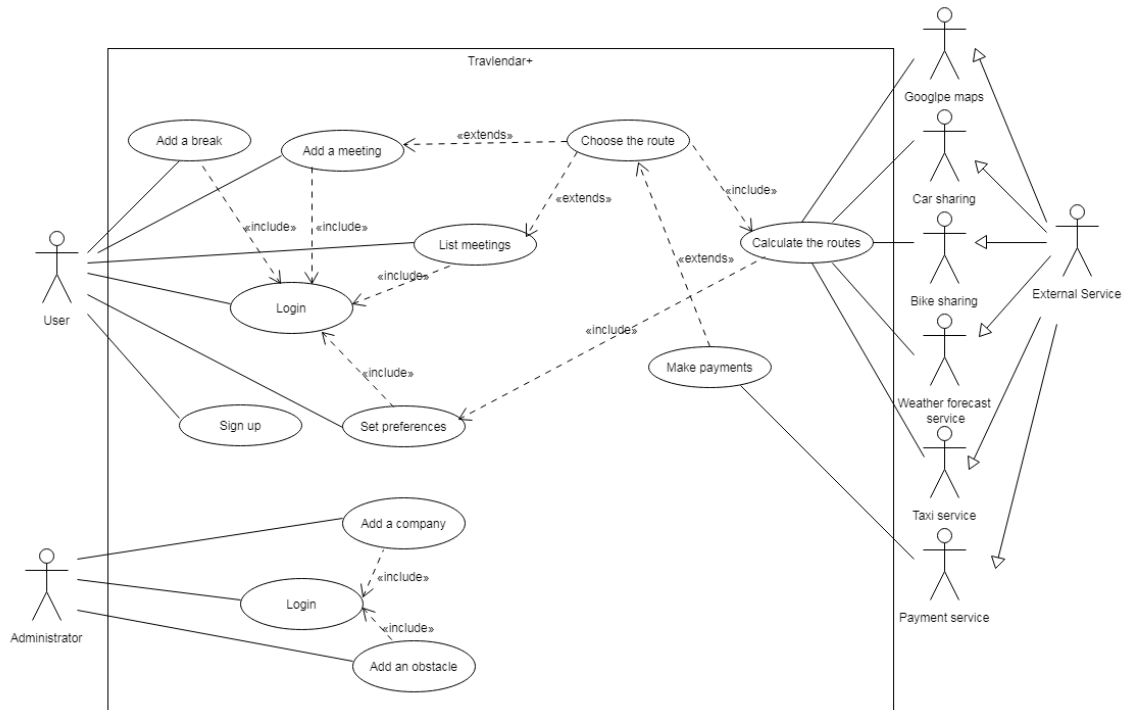 Travlendar+
Googlpe maps
Add a break
Add a meeting
«extends»
Choose the route
«include»
Car sharing
«include»
«include»
«extends»
List meetings
Calculate the routes
«include»
«extends»
Bike sharing
External Service
User
Login
«include»
«include»
Make payments
Weather forecast
service
Sign up
Set preferences
Taxi service
Add a company
«include»
Login
Administrator
«include»
Add an obstacle
Payment service